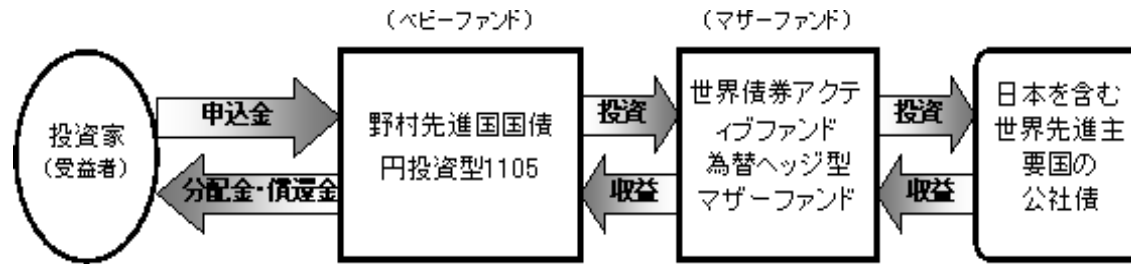 （ベビーファンド）
（マザーファンド）
投資家
（受益者）
申込金
分配金・償還金
野村先進国国債
円投資型1105
投資
収益
世界債券アクテ
ィブファンド
為替ヘッジ型
マザーファンド
投資
収益
日本を含む
世界先進主
要国の
公社債